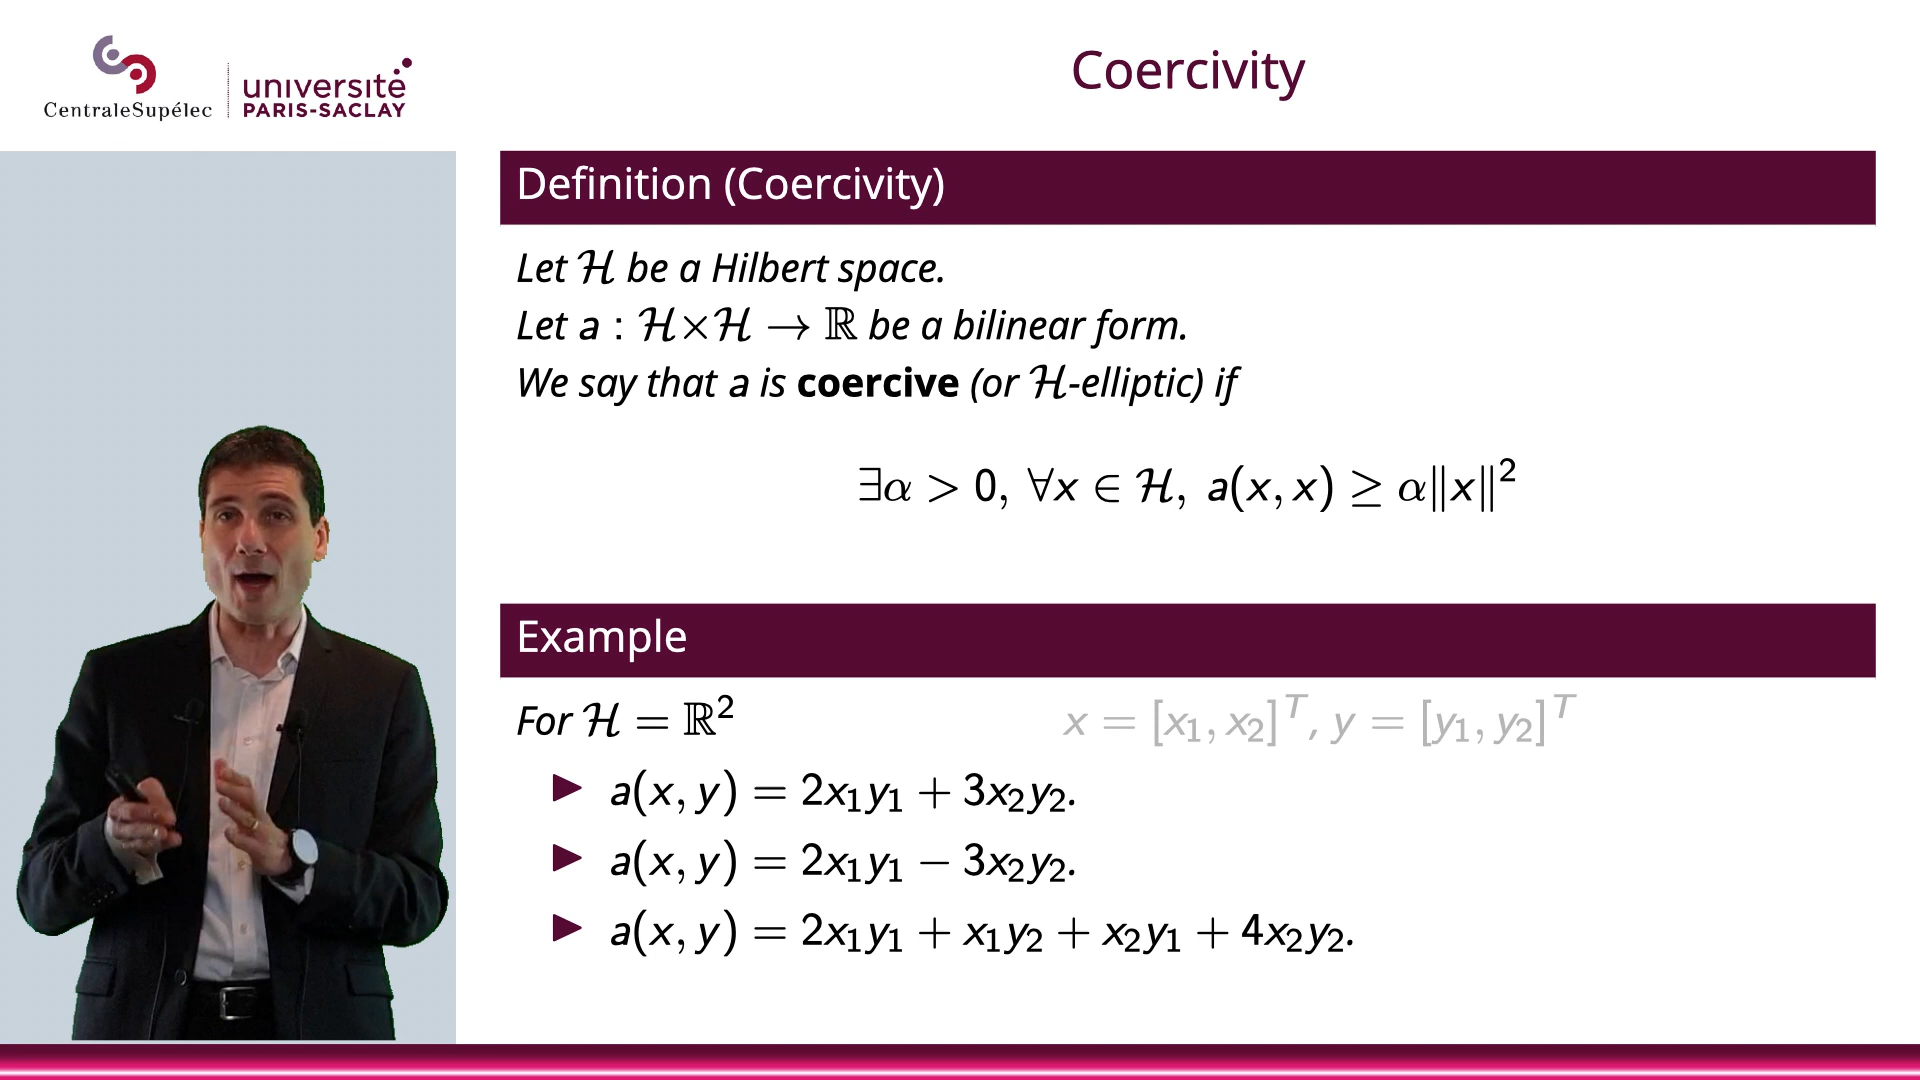 CentraleSupélec
université
PARIS-SACLAY
Coercivity
Definition (Coercivity)
Let ℋ be a Hilbert space.
Let a : ℋ×ℋ → ℝ be a bilinear form.
We say that a is coercive (or ℋ-elliptic) if
∃α > 0, ∀x ∈ ℋ, a(x, x) ≥ α‖x‖²
Example
For ℋ = ℝ² x = [x₁, x₂]ᵀ, y = [y₁, y₂]ᵀ
▶ a(x, y) = 2x₁y₁ + 3x₂y₂.
▶ a(x, y) = 2x₁y₁ − 3x₂y₂.
▶ a(x, y) = 2x₁y₁ + x₁y₂ + x₂y₁ + 4x₂y₂.